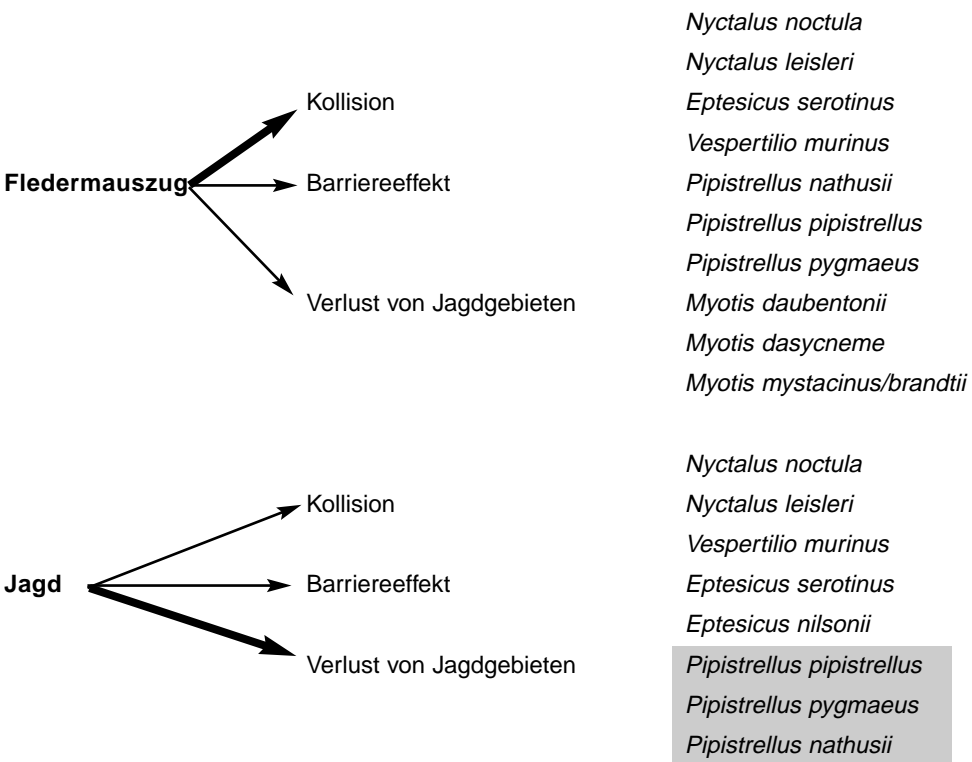 Fledermauszug
Kollision
Barriereeffekt
Verlust von Jagdgebieten
Nyctalus noctula
Nyctalus leisleri
Eptesicus serotinus
Vespertilio murinus
Pipistrellus nathusii
Pipistrellus pipistrellus
Pipistrellus pygmaeus
Myotis daubentonii
Myotis dasycneme
Myotis mystacinus/brandtii
Jagd
Kollision
Barriereeffekt
Verlust von Jagdgebieten
Nyctalus noctula
Nyctalus leisleri
Vespertilio murinus
Eptesicus serotinus
Eptesicus nilsonii
Pipistrellus pipistrellus
Pipistrellus pygmaeus
Pipistrellus nathusii